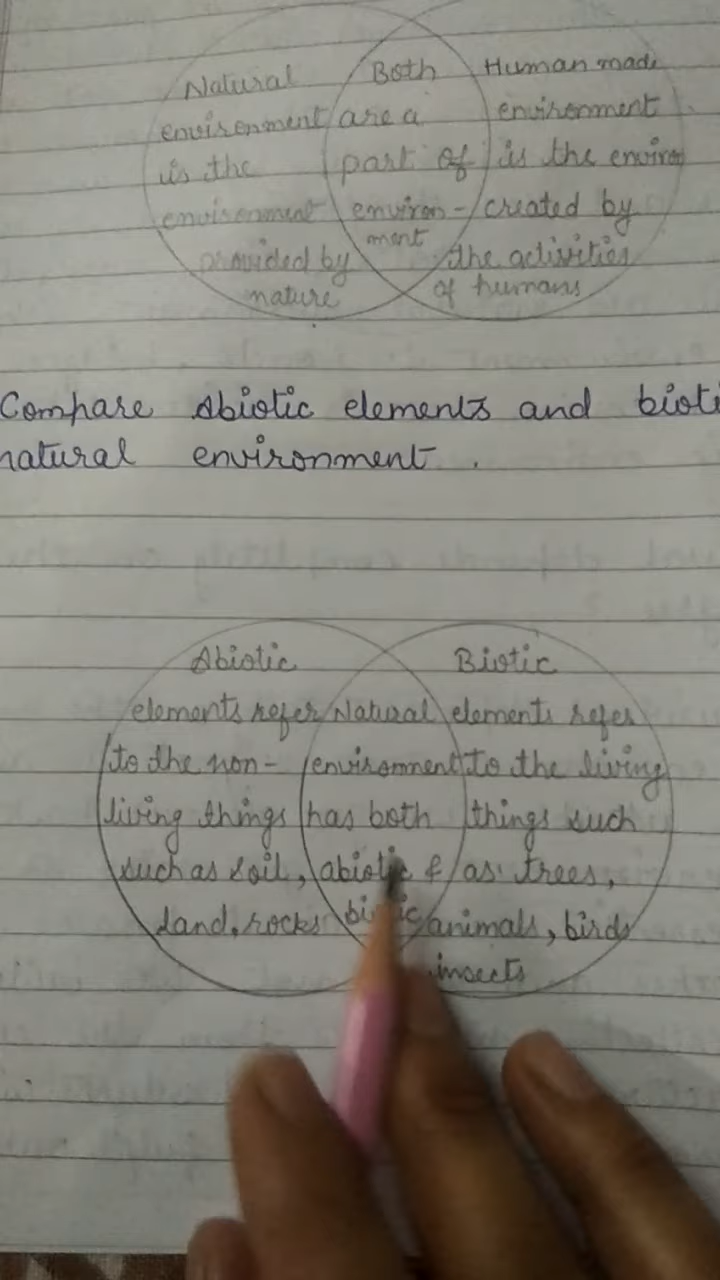 Natural
environment
is the
environment
provided by
nature
Both
are a
part of
environ-
ment
Human made
environment
is the environ
created by
the activities
of humans
Compare Abiotic elements and bioti
natural environment.
Abiotic
elements refer
to the non-
living things
such as soil,
land, rocks
Natural
environment
has both
abiotic &
biotic
Biotic
elements refer
to the living
things such
as trees,
animals, birds
insects